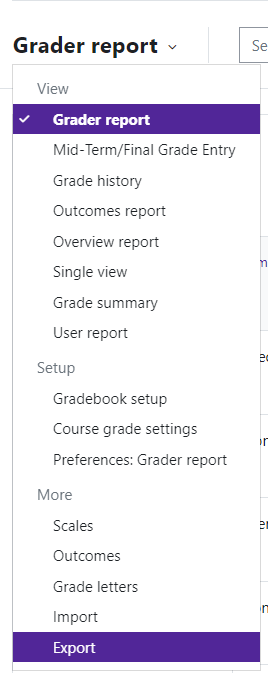 Grader report
Se
View
Grader report
Mid-Term/Final Grade Entry
Grade history
Outcomes report
Overview report
Single view
Grade summary
User report
Setup
Gradebook setup
Course grade settings
Preferences: Grader report
More
Scales
Outcomes
Grade letters
Import
Export